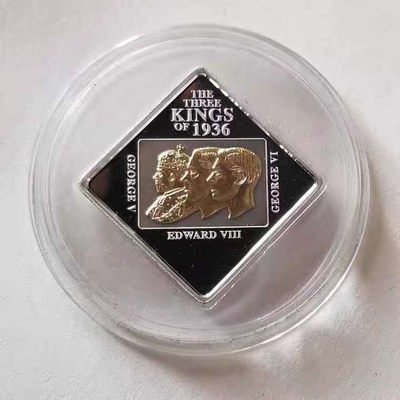 THE
THREE
KINGS
OF 1936
GEORGE V
EDWARD VIII
GEORGE VI